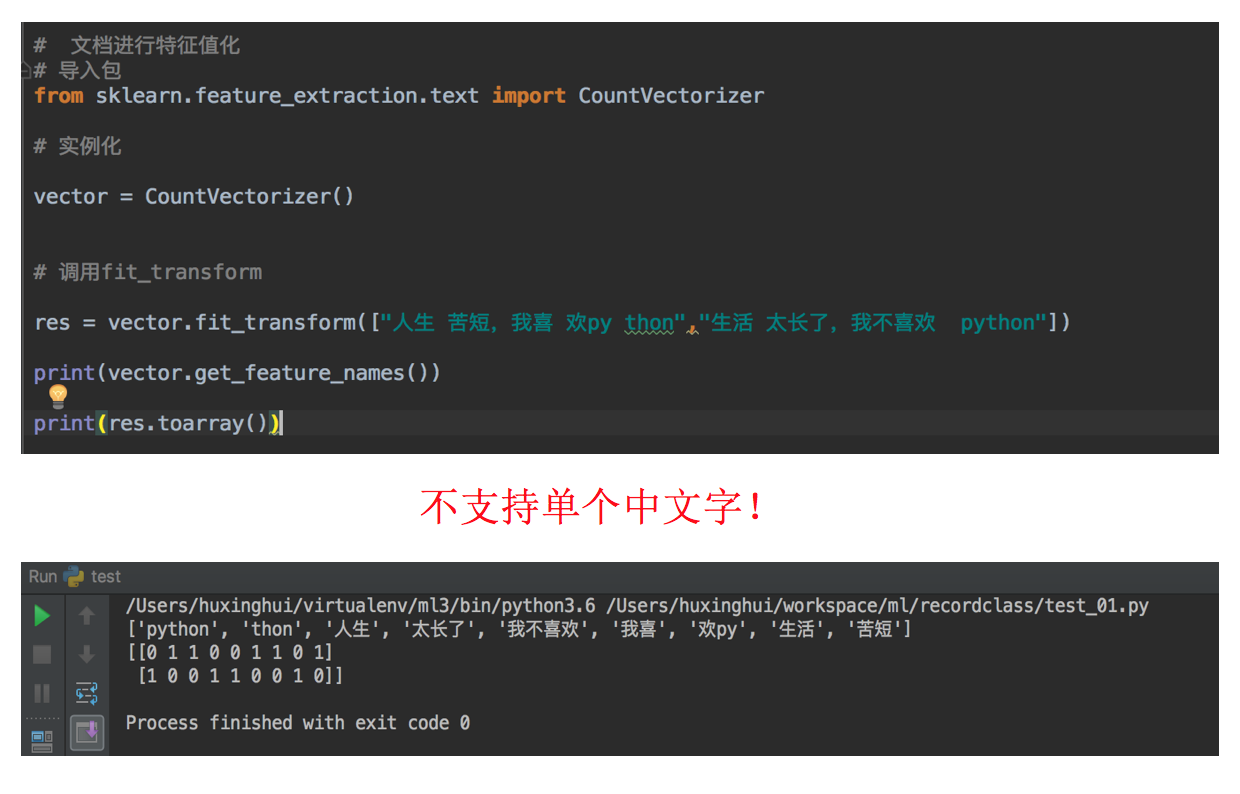 #  文档进行特征值化
# 导入包
from sklearn.feature_extraction.text import CountVectorizer
# 实例化
vector = CountVectorizer()
# 调用fit_transform
res = vector.fit_transform(["人生 苦短，我喜 欢py thon","生活 太长了，我不喜欢  python"])
print(vector.get_feature_names())
print(res.toarray())
不支持单个中文字！
Run test
/Users/huxinghui/virtualenv/ml3/bin/python3.6 /Users/huxinghui/workspace/ml/recordclass/test_01.py
['python', 'thon', '人生', '太长了', '我不喜欢', '我喜', '欢py', '生活', '苦短']
[[0 1 1 0 0 1 1 0 1]
 [1 0 0 1 1 0 0 1 0]]
Process finished with exit code 0